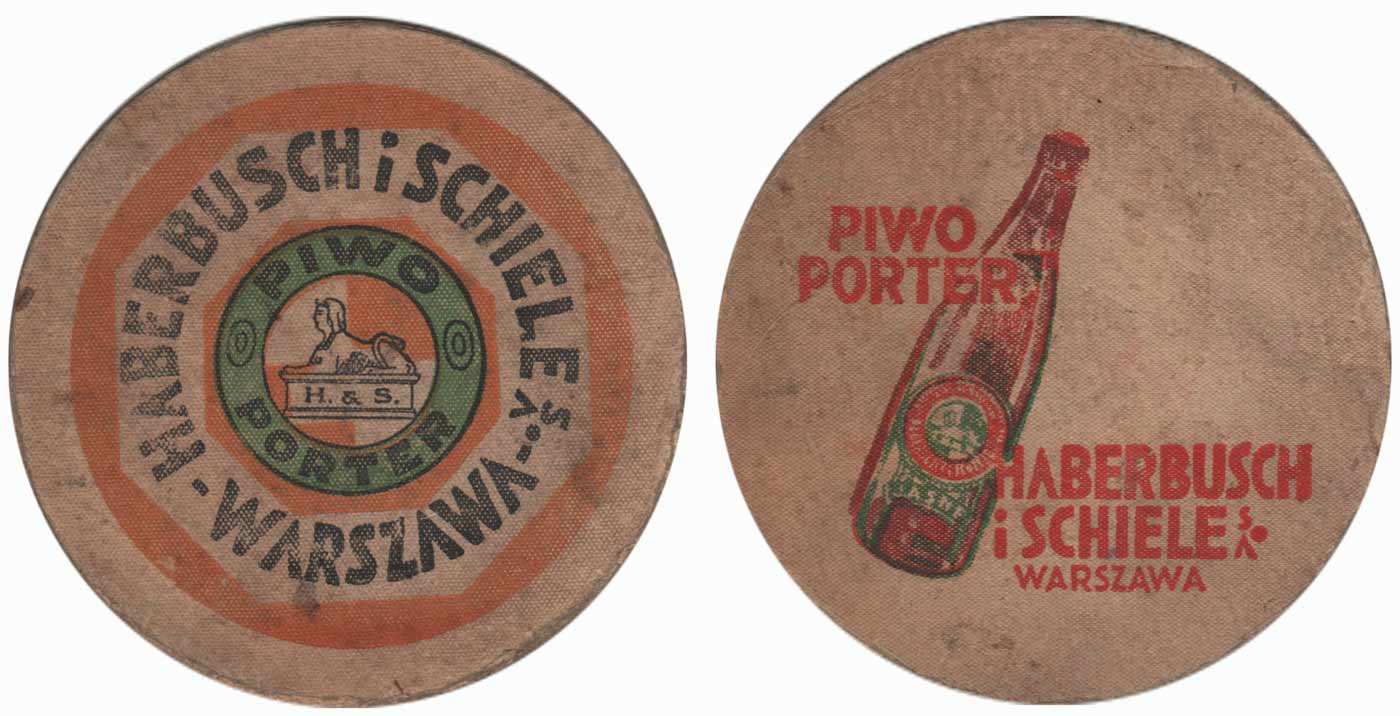 HABERBUSCH i SCHIELE S.A.
- WARSZAWA -
PIWO
PORTER
H. & S.
PIWO
PORTER
HABERBUSCH
i SCHIELE S.A.
WARSZAWA